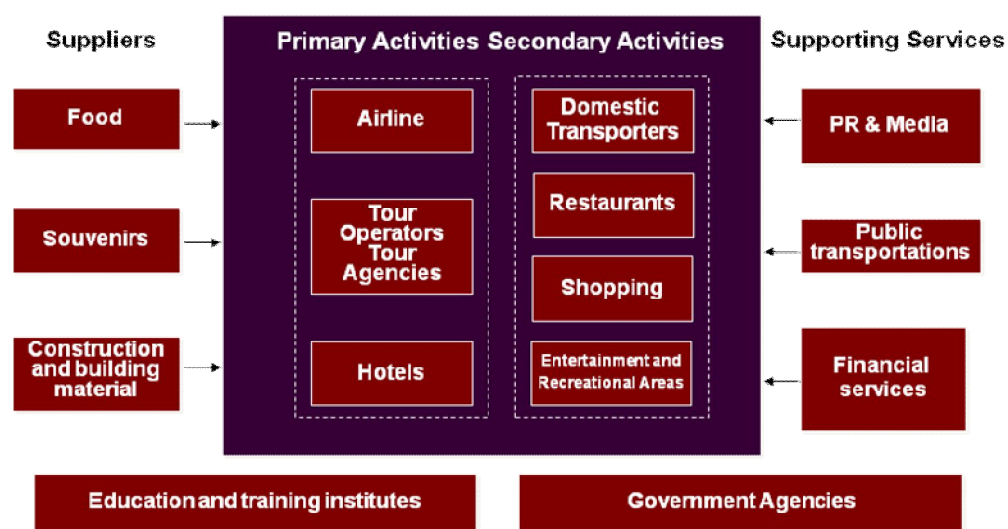 Suppliers
Primary Activities
Secondary Activities
Supporting Services
Food
Souvenirs
Construction
and building
material
Airline
Tour
Operators
Tour
Agencies
Hotels
Domestic
Transporters
Restaurants
Shopping
Entertainment and
Recreational Areas
PR & Media
Public
transportations
Financial
services
Education and training institutes
Government Agencies